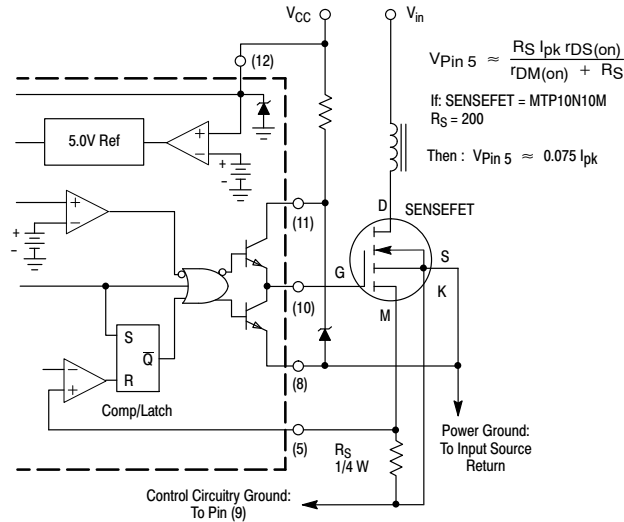 VCC
Vin
(12)
VPin 5 ≈ RS Ipk rDS(on)
rDM(on) + RS
If: SENSEFET = MTP10N10M
RS = 200
Then : VPin 5 ≈ 0.075 Ipk
5.0V Ref
+
-
+
-
+
-
+
-
D
SENSEFET
(11)
S
G
K
(10)
M
S
Q
R
-
+
(8)
Comp/Latch
(5)
Power Ground:
To Input Source
Return
RS
1/4 W
Control Circuitry Ground:
To Pin (9)